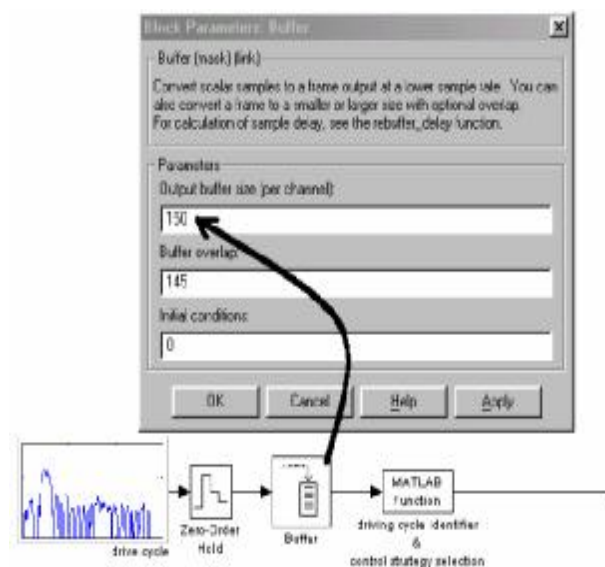 Block Parameters: Buffer
Buffer (mask) (link)
Convert scalar samples to a frame output at a lower sample rate. You can
also convert a frame to a smaller or larger size with optional overlap.
For calculation of sample delay, see the rebuffer_delay function.
Parameters
Output buffer size (per channel):
150
Buffer overlap:
145
Initial conditions:
0
OK
Cancel
Help
Apply
drive cycle
Zero-Order
Hold
Buffer
MATLAB
Function
driving cycle identifier
&
control strategy selection